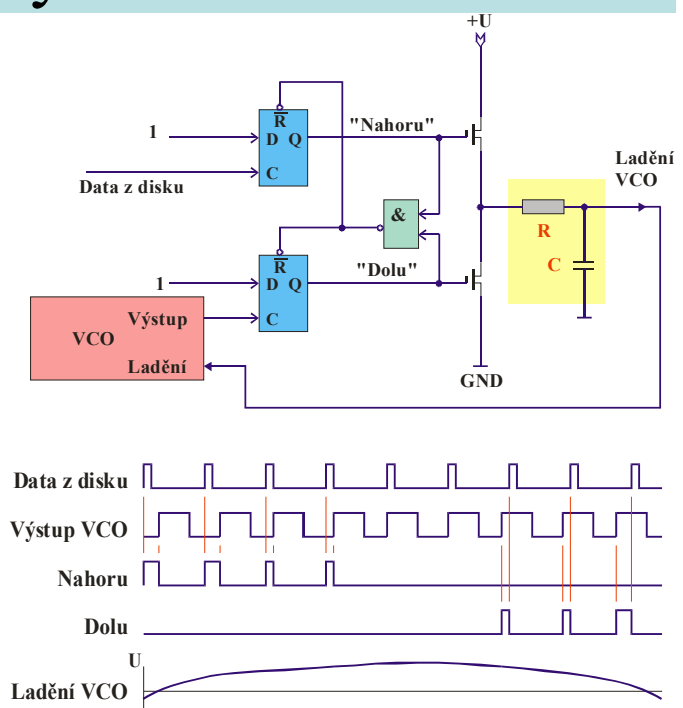 +U
R
"Nahoru"
1
D Q
C
Data z disku
Ladění
VCO
&
R
C
R
"Dolu"
1
D Q
C
Výstup
VCO
Ladění
GND
Data z disku
Výstup VCO
Nahoru
Dolu
U
Ladění VCO